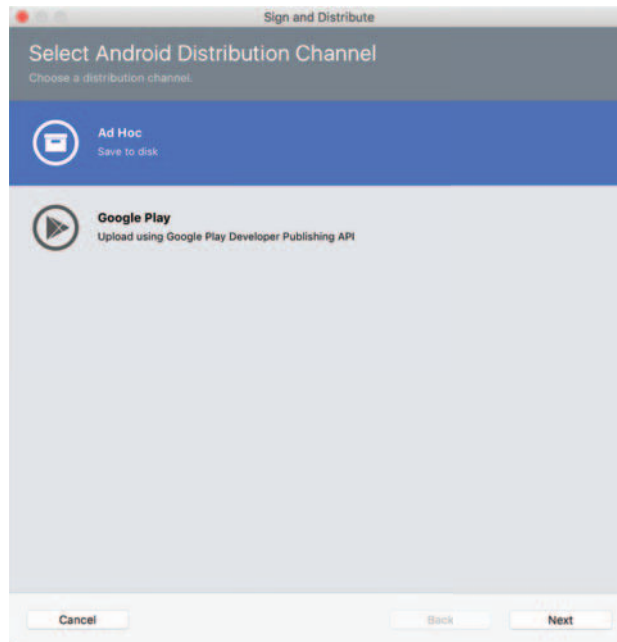 Sign and Distribute
Select Android Distribution Channel
Choose a distribution channel.
Ad Hoc
Save to disk
Google Play
Upload using Google Play Developer Publishing API
Cancel
Back
Next